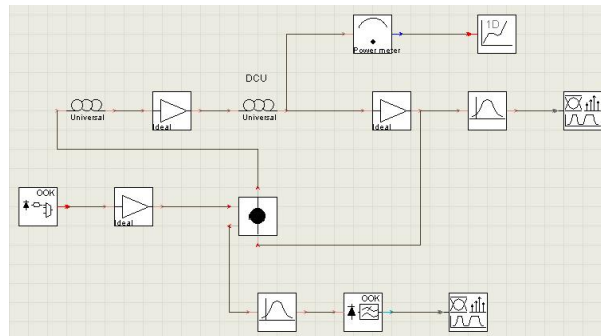 1D
Power meter
DCU
Universal
Ideal
Universal
Ideal
OOK
Ideal
OOK